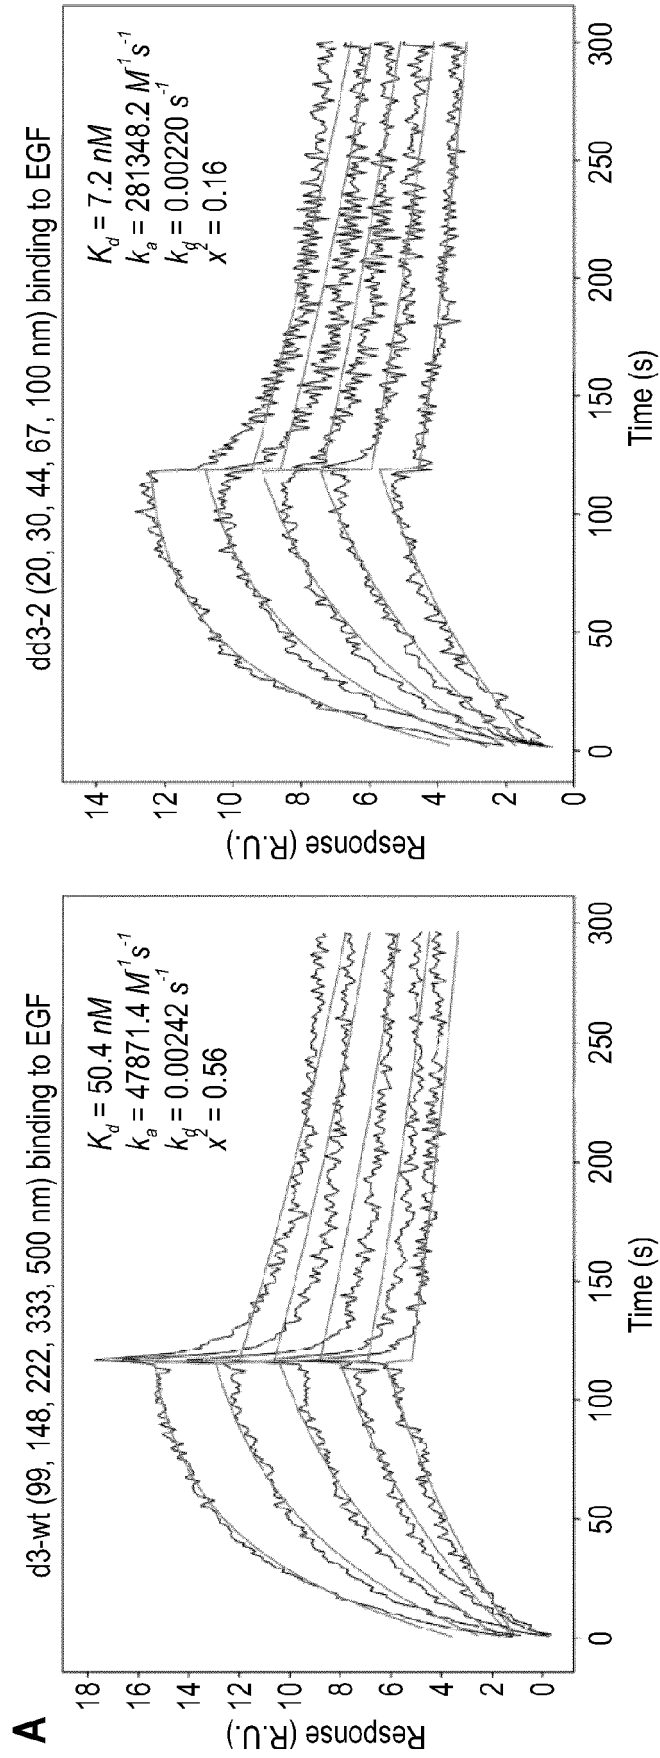 A
d3-wt (99, 148, 222, 333, 500 nm) binding to EGF
K_d = 50.4 nM
k_a = 47871.4 M⁻¹s⁻¹
k_d = 0.00242 s⁻¹
x² = 0.56
Response (R.U.)
18
16
14
12
10
8
6
4
2
0
0 50 100 150 200 250 300
Time (s)
dd3-2 (20, 30, 44, 67, 100 nm) binding to EGF
K_d = 7.2 nM
k_a = 281348.2 M⁻¹s⁻¹
k_d = 0.00220 s⁻¹
x² = 0.16
Response (R.U.)
14
12
10
8
6
4
2
0
0 50 100 150 200 250 300
Time (s)